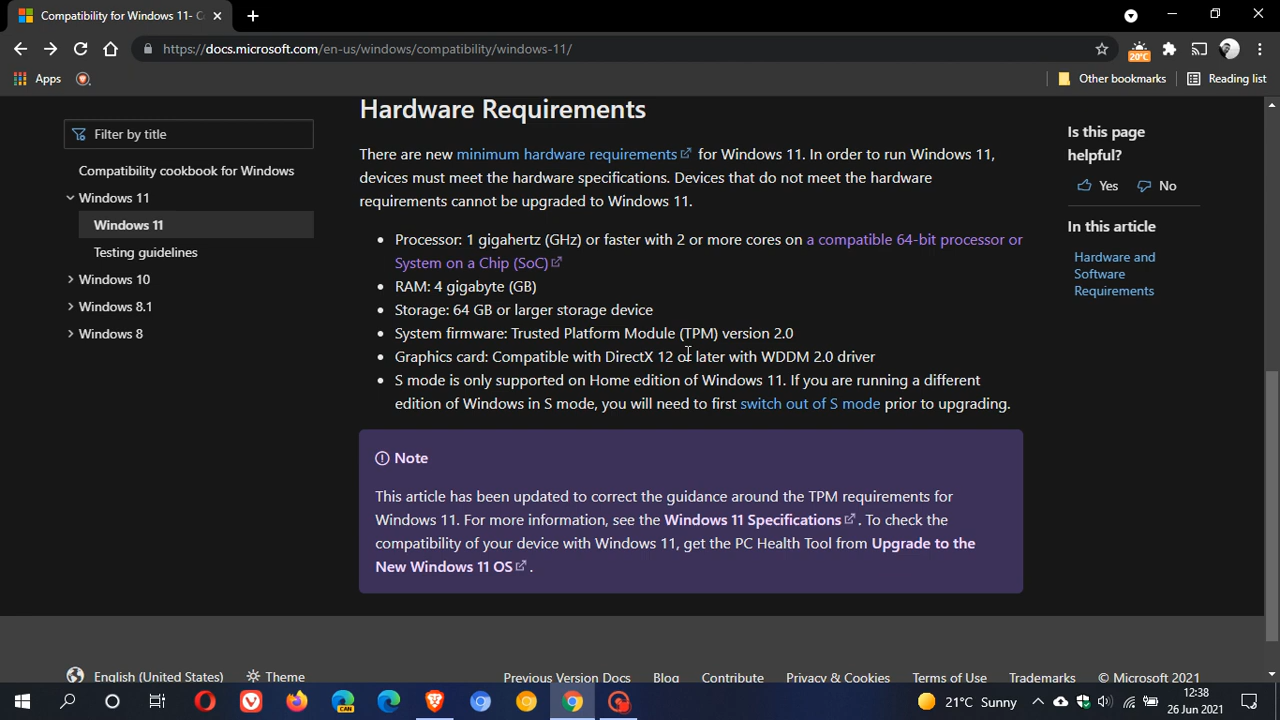 Compatibility for Windows 11- C
https://docs.microsoft.com/en-us/windows/compatibility/windows-11/
20°C
Apps
Other bookmarks
Reading list
Filter by title
Compatibility cookbook for Windows
Windows 11
Windows 11
Testing guidelines
Windows 10
Windows 8.1
Windows 8
Hardware Requirements
There are new minimum hardware requirements for Windows 11. In order to run Windows 11,
devices must meet the hardware specifications. Devices that do not meet the hardware
requirements cannot be upgraded to Windows 11.
Processor: 1 gigahertz (GHz) or faster with 2 or more cores on a compatible 64-bit processor or
System on a Chip (SoC)
RAM: 4 gigabyte (GB)
Storage: 64 GB or larger storage device
System firmware: Trusted Platform Module (TPM) version 2.0
Graphics card: Compatible with DirectX 12 or later with WDDM 2.0 driver
S mode is only supported on Home edition of Windows 11. If you are running a different
edition of Windows in S mode, you will need to first switch out of S mode prior to upgrading.
Note
This article has been updated to correct the guidance around the TPM requirements for
Windows 11. For more information, see the Windows 11 Specifications. To check the
compatibility of your device with Windows 11, get the PC Health Tool from Upgrade to the
New Windows 11 OS.
Is this page
helpful?
Yes No
In this article
Hardware and
Software
Requirements
English (United States)
Theme
Previous Version Docs
Blog
Contribute
Privacy & Cookies
Terms of Use
Trademarks
© Microsoft 2021
CAN
21°C Sunny
12:38
26 Jun 2021